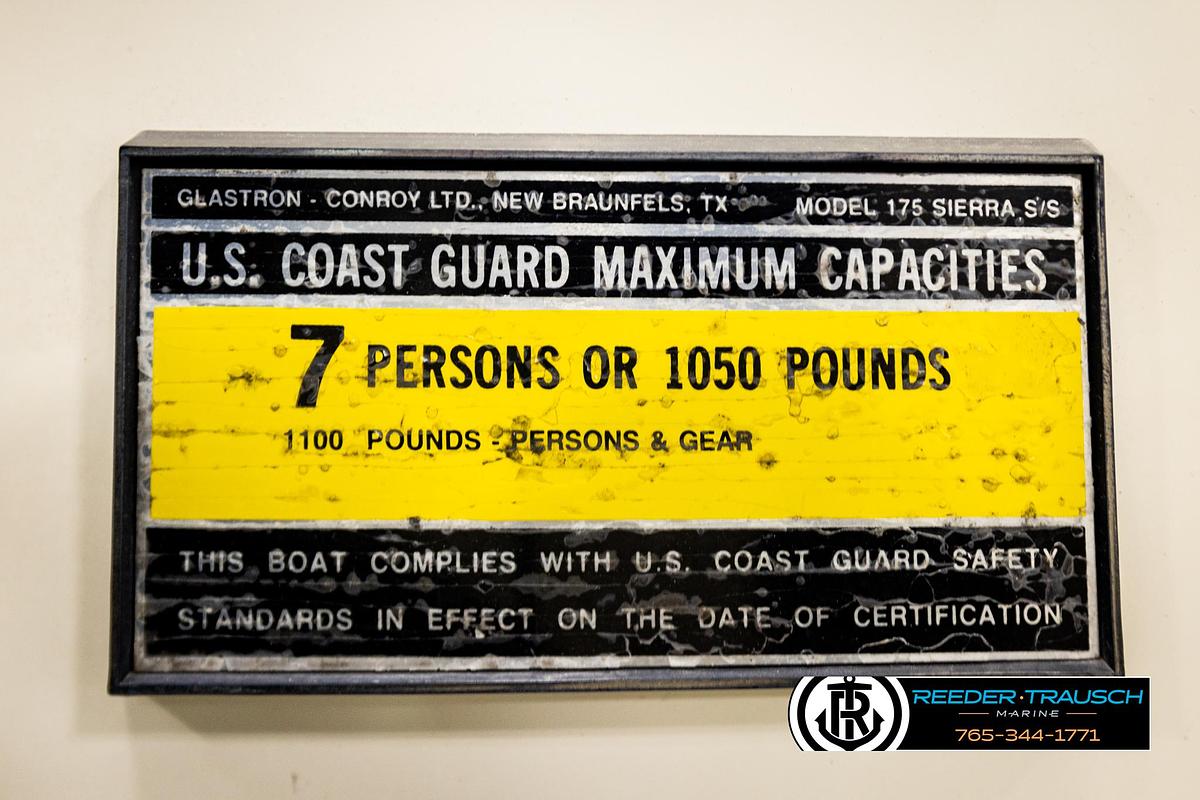 GLASTRON - CONROY LTD., NEW BRAUNFELS, TX MODEL 175 SIERRA S/S
U.S. COAST GUARD MAXIMUM CAPACITIES
7 PERSONS OR 1050 POUNDS
1100 POUNDS - PERSONS & GEAR
THIS BOAT COMPLIES WITH U.S. COAST GUARD SAFETY
STANDARDS IN EFFECT ON THE DATE OF CERTIFICATION
R
REEDER·TRAUSCH
MARINE
765-344-1771